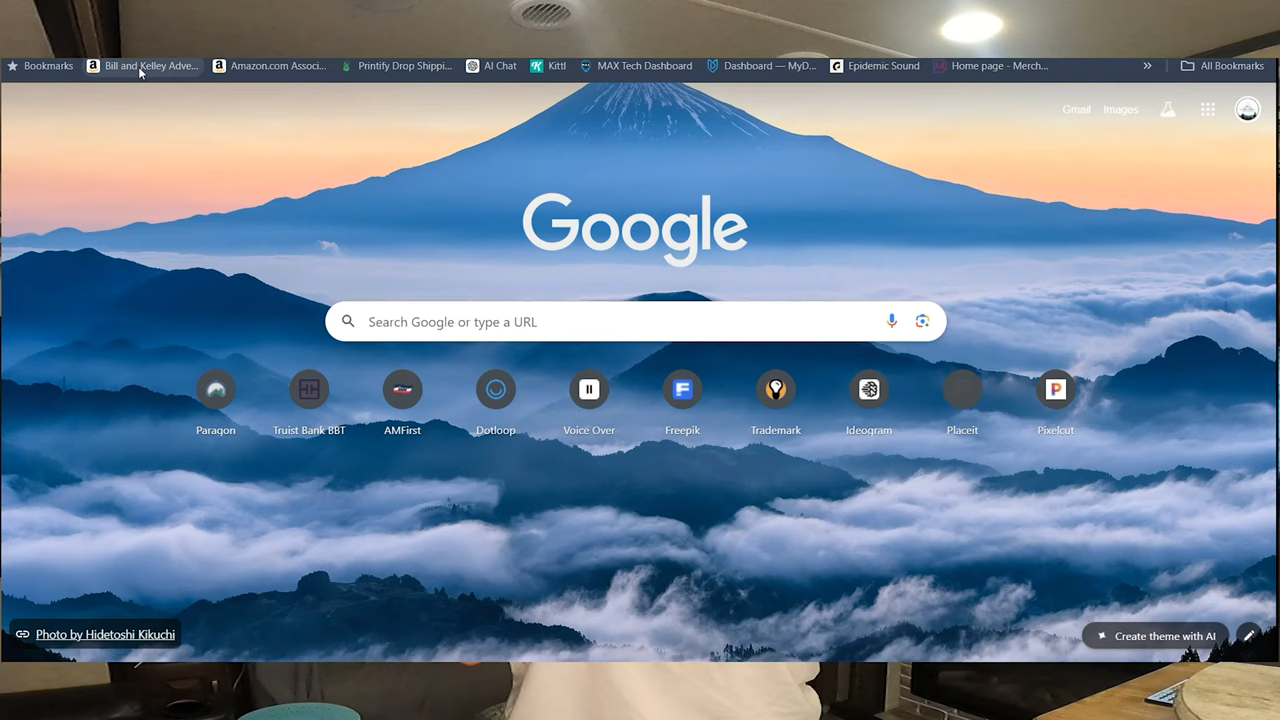 Bookmarks Bill and Kelley Adve... Amazon.com Associ... Printify Drop Shippi... AI Chat Kittl MAX Tech Dashboard Dashboard — MyD... Epidemic Sound Home page - Merch... » All Bookmarks
Gmail Images
Google
Search Google or type a URL
Paragon Truist Bank BBT AMFirst Dotloop Voice Over Freepik Trademark Ideogram Placeit Pixelcut
Photo by Hidetoshi Kikuchi
Create theme with AI